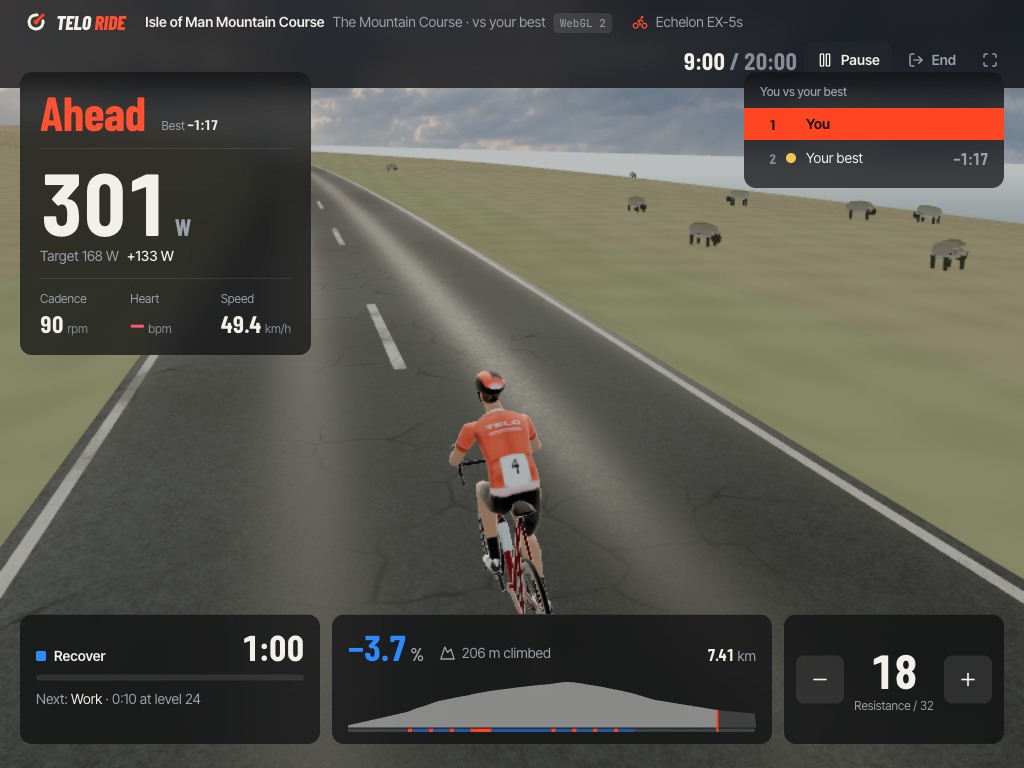 TELO RIDE Isle of Man Mountain Course The Mountain Course · vs your best WebGL 2 Echelon EX-5s
9:00 / 20:00 Pause End
Ahead Best −1:17
301 W
Target 168 W +133 W
Cadence Heart Speed
90 rpm — bpm 49.4 km/h
You vs your best
1 You
2 Your best −1:17
TELO
4
Recover 1:00
Next: Work · 0:10 at level 24
−3.7 % 206 m climbed 7.41 km
− 18 +
Resistance / 32